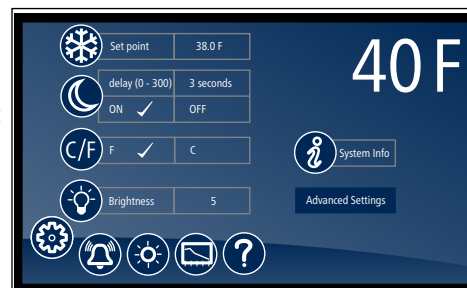 Set point 38.0 F
40 F
delay (0 - 300) 3 seconds
ON ✓ OFF
C/F F ✓ C
System Info
Brightness 5
Advanced Settings
?